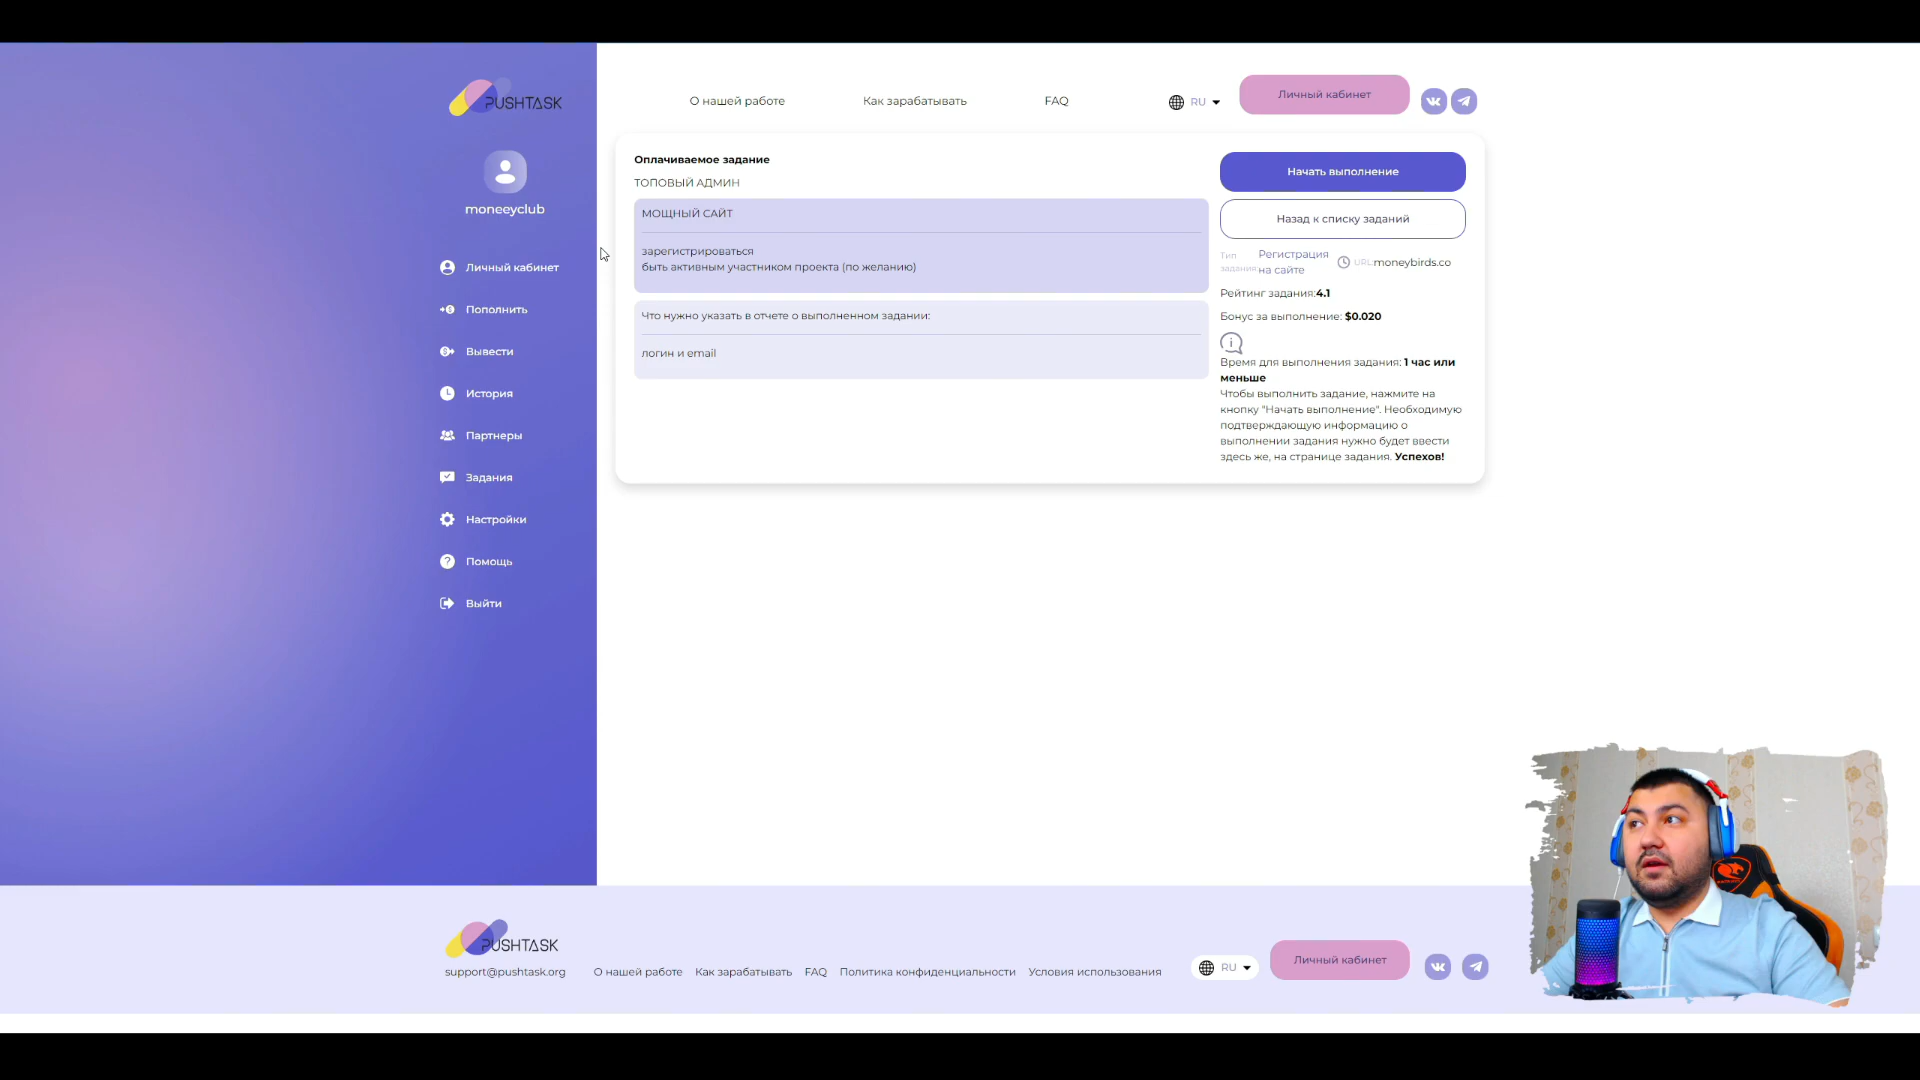 PUSHTASK
О нашей работе
Как зарабатывать
FAQ
RU
Личный кабинет
moneeyclub
Личный кабинет
Пополнить
Вывести
История
Партнеры
Задания
Настройки
Помощь
Выйти
Оплачиваемое задание
ТОПОВЫЙ АДМИН
МОЩНЫЙ САЙТ
зарегистрироваться
быть активным участником проекта (по желанию)
Что нужно указать в отчете о выполненном задании:
логин и email
Начать выполнение
Назад к списку заданий
Тип задания: Регистрация на сайте
URL: moneybirds.co
Рейтинг задания:4.1
Бонус за выполнение: $0.020
Время для выполнения задания: 1 час или
меньше
Чтобы выполнить задание, нажмите на
кнопку "Начать выполнение". Необходимую
подтверждающую информацию о
выполнении задания нужно будет ввести
здесь же, на странице задания. Успехов!
PUSHTASK
support@pushtask.org
О нашей работе
Как зарабатывать
FAQ
Политика конфиденциальности
Условия использования
RU
Личный кабинет